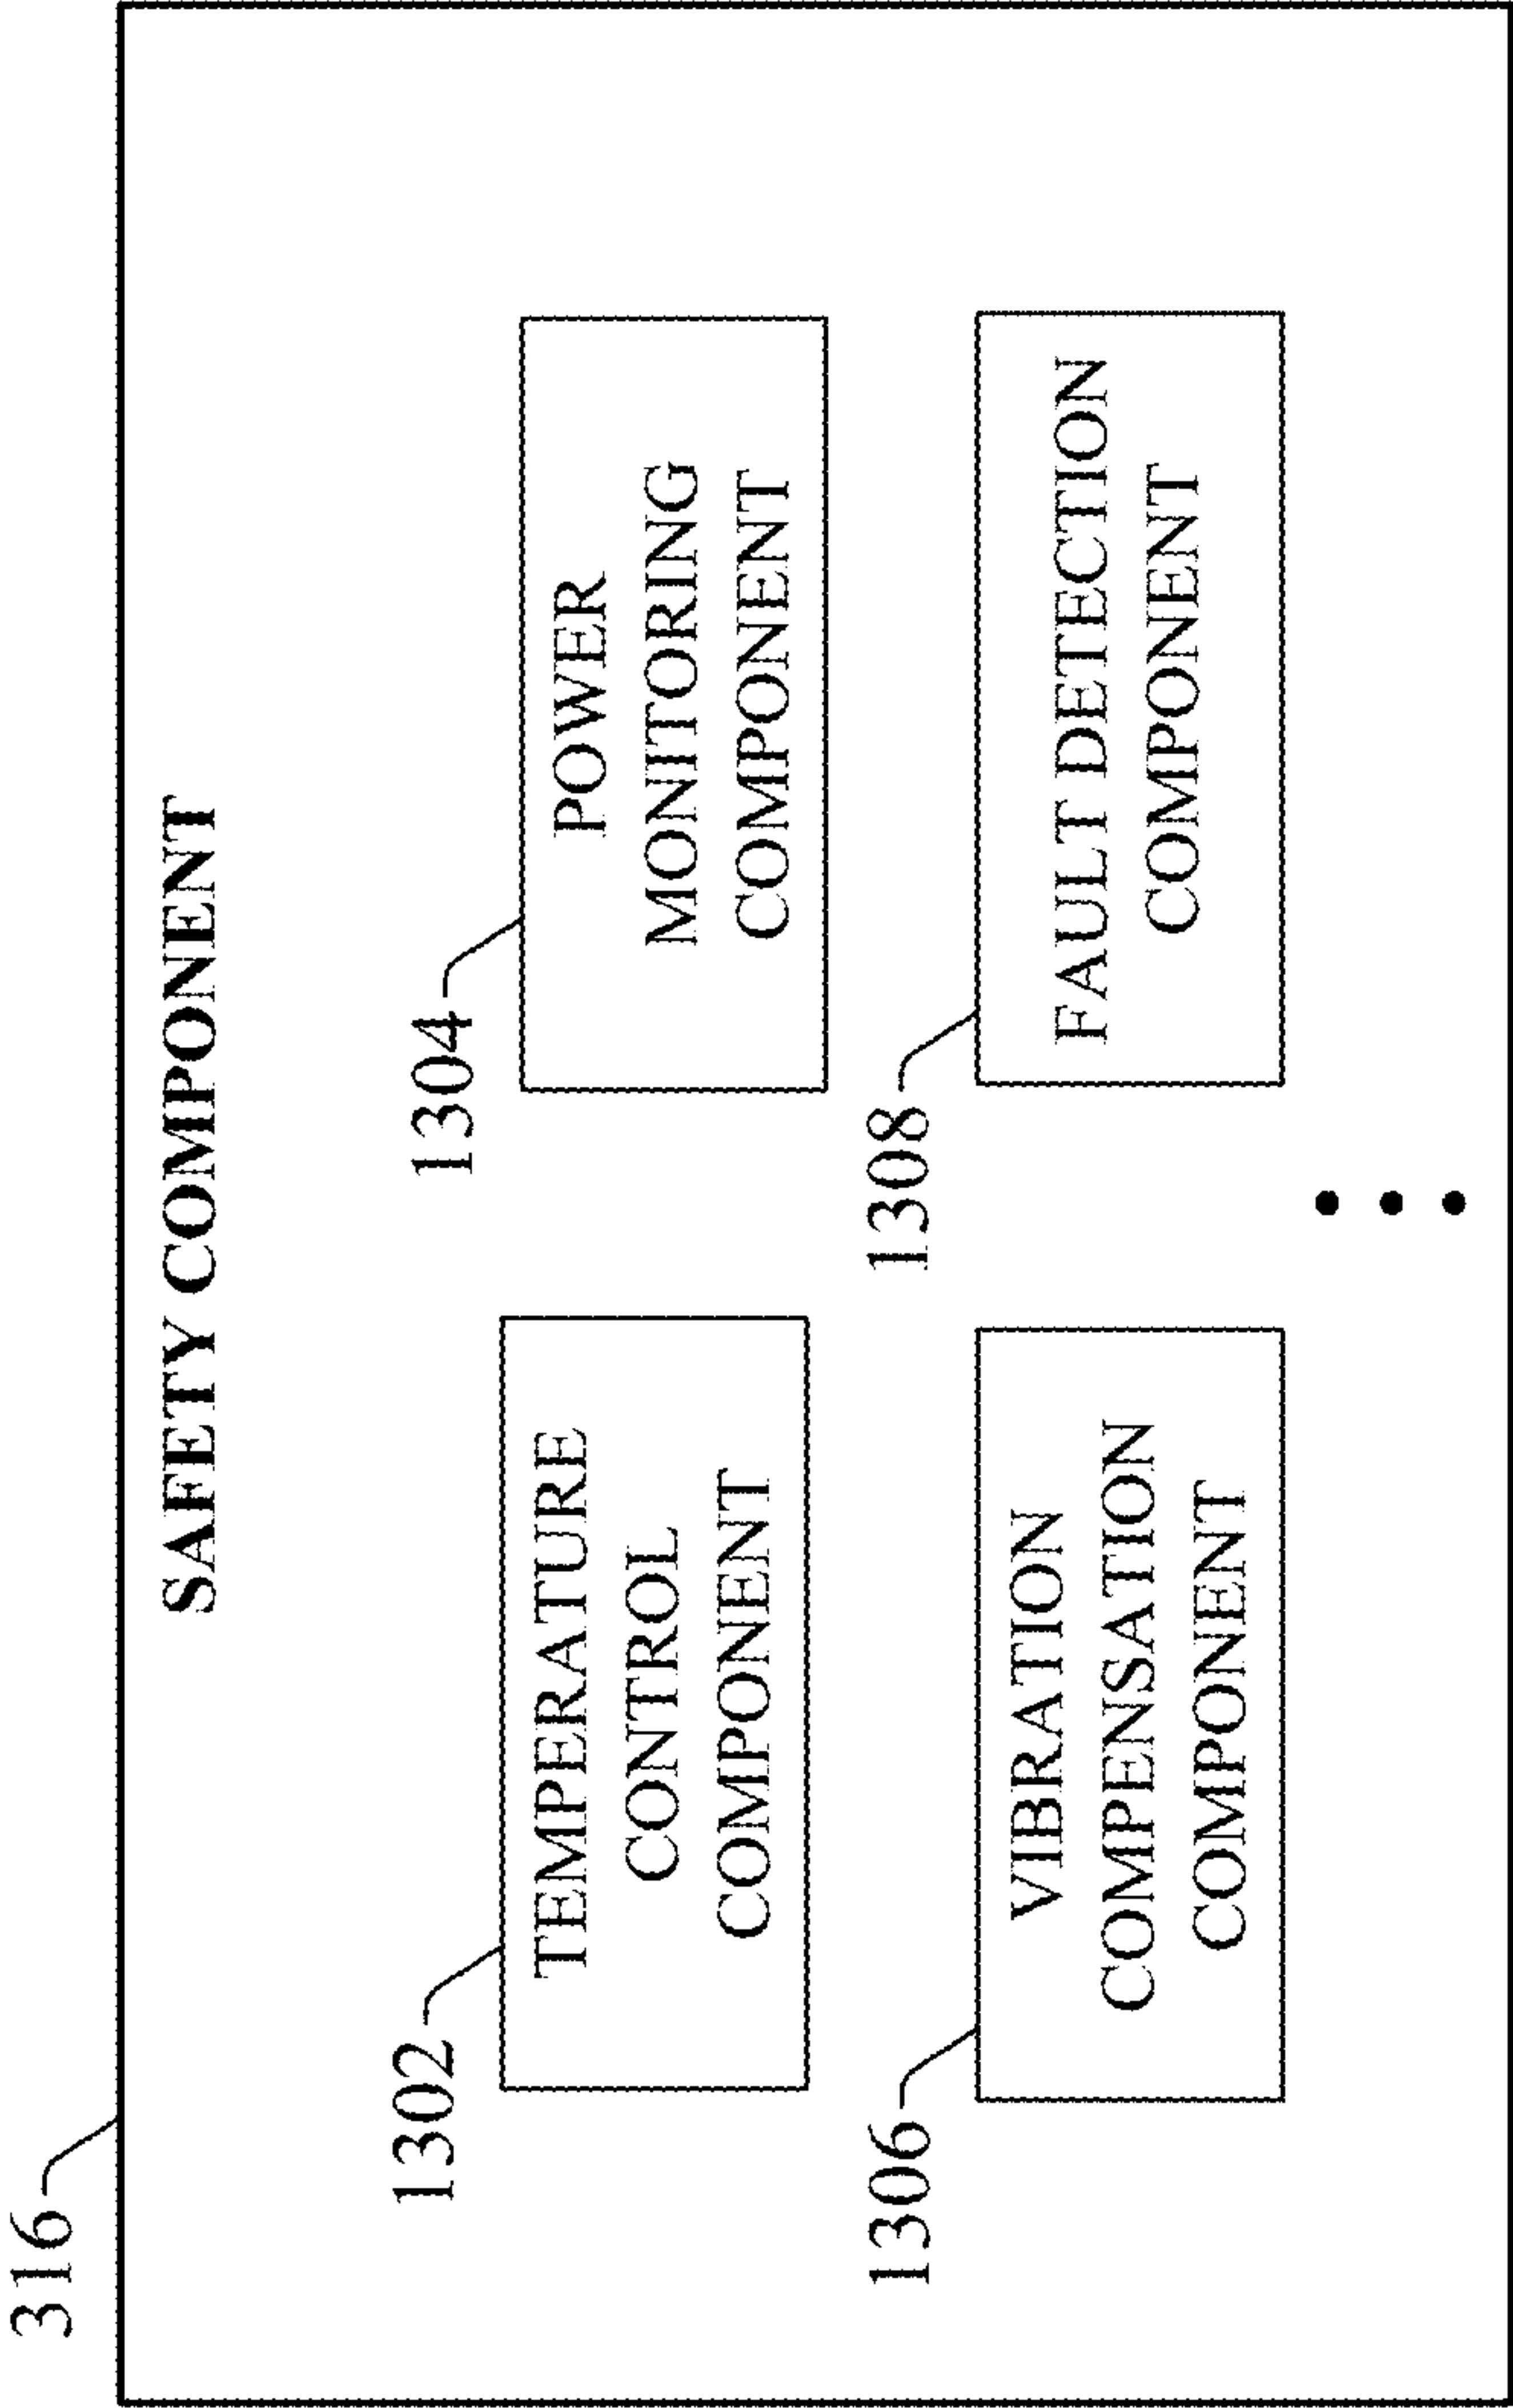 316
SAFETY COMPONENT
1302
TEMPERATURE
CONTROL
COMPONENT
1304
POWER
MONITORING
COMPONENT
1306
VIBRATION
COMPENSATION
COMPONENT
1308
FAULT DETECTION
COMPONENT